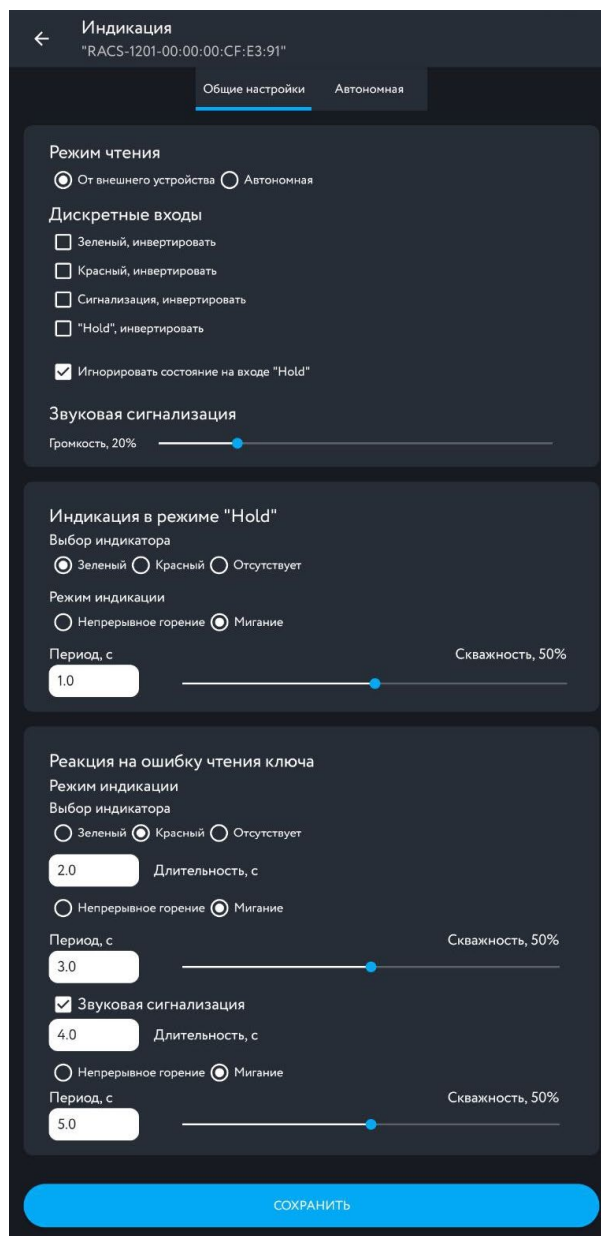 Индикация
"RACS-1201-00:00:00:CF:E3:91"
Общие настройки Автономная
Режим чтения
От внешнего устройства Автономная
Дискретные входы
Зеленый, инвертировать
Красный, инвертировать
Сигнализация, инвертировать
"Hold", инвертировать
Игнорировать состояние на входе "Hold"
Звуковая сигнализация
Громкость, 20%
Индикация в режиме "Hold"
Выбор индикатора
Зеленый Красный Отсутствует
Режим индикации
Непрерывное горение Мигание
Период, с Скважность, 50%
1.0
Реакция на ошибку чтения ключа
Режим индикации
Выбор индикатора
Зеленый Красный Отсутствует
2.0 Длительность, с
Непрерывное горение Мигание
Период, с Скважность, 50%
3.0
Звуковая сигнализация
4.0 Длительность, с
Непрерывное горение Мигание
Период, с Скважность, 50%
5.0
СОХРАНИТЬ